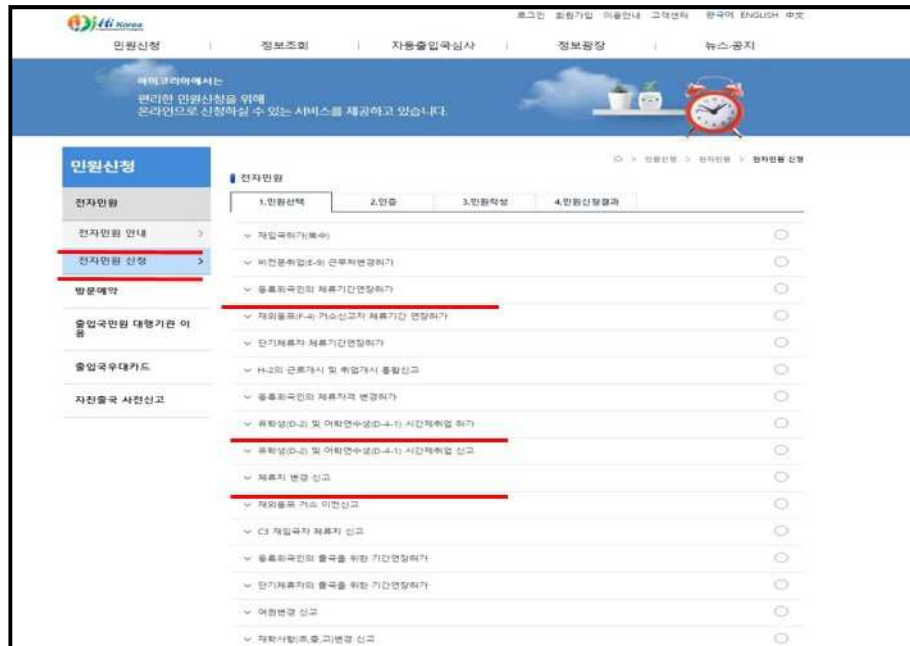 Hi Korea
로그인 회원가입 이용안내 고객센터 한국어 ENGLISH 中文
민원신청 정보조회 자동출입국심사 정보광장 뉴스·공지
하이코리아에서는
편리한 민원신청을 위해
온라인으로 신청하실 수 있는 서비스를 제공하고 있습니다.
민원신청
> 민원신청 > 전자민원 > 전자민원 신청
전자민원
전자민원
1.민원선택 2.인증 3.민원작성 4.민원신청결과
전자민원 안내 >
전자민원 신청 >
방문예약
출입국민원 대행기관 이
용
출입국우대카드
자진출국 사전신고
재입국허가(複수)
비전문취업(E-9) 근무처변경허가
등록외국인의 체류기간연장허가
재외동포(F-4) 거소신고자 체류기간 연장허가
단기체류자 체류기간연장허가
H-2의 근로개시 및 취업개시 통합신고
등록외국인의 체류자격 변경허가
유학생(D-2) 및 어학연수생(D-4-1) 시간제취업 허가
유학생(D-2) 및 어학연수생(D-4-1) 시간제취업 신고
체류지 변경 신고
재외동포 거소 이전신고
C3 재입국자 체류지 신고
등록외국인의 출국을 위한 기간연장허가
단기체류자의 출국을 위한 기간연장허가
여권변경 신고
재학사항(초,중,고)변경 신고